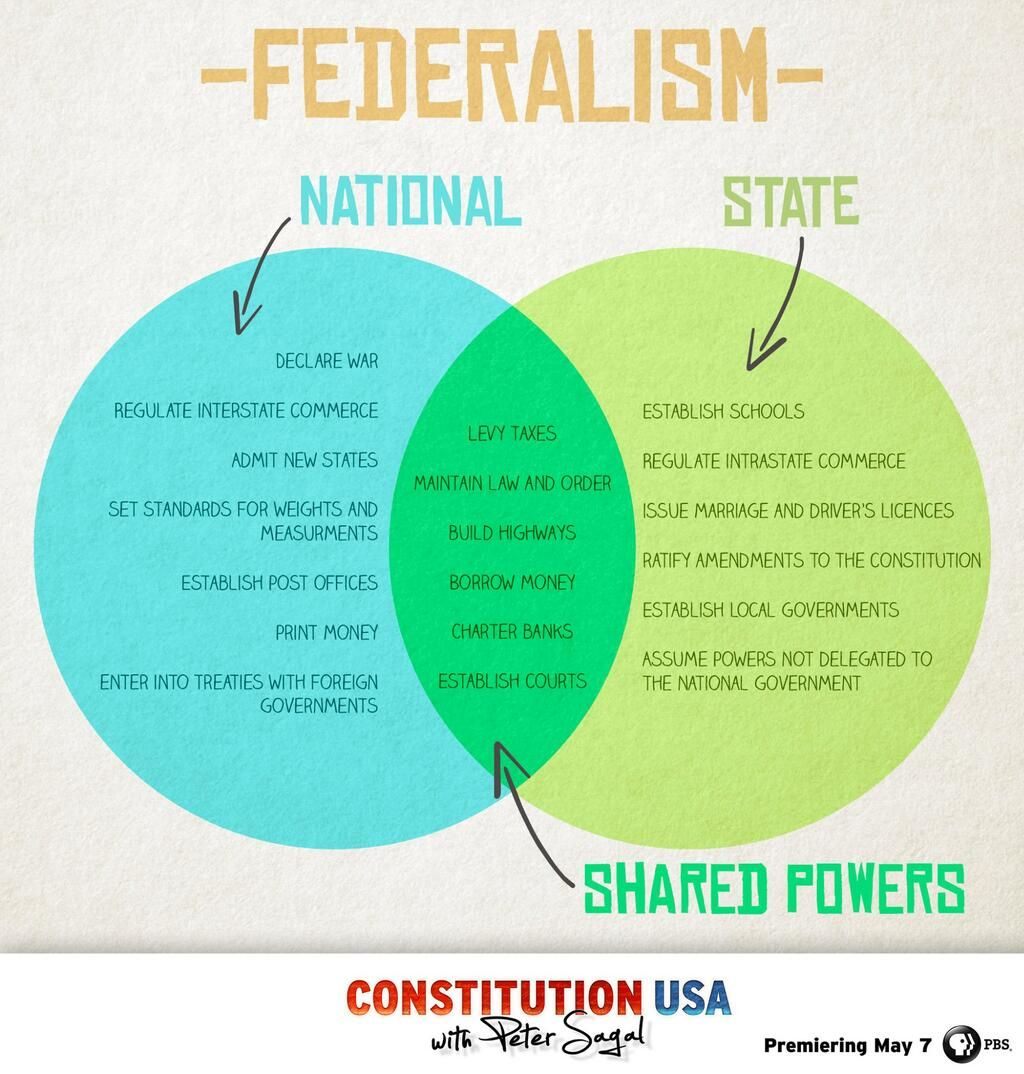 -FEDERALISM-
NATIONAL
STATE
DECLARE WAR
REGULATE INTERSTATE COMMERCE
ADMIT NEW STATES
SET STANDARDS FOR WEIGHTS AND
MEASURMENTS
ESTABLISH POST OFFICES
PRINT MONEY
ENTER INTO TREATIES WITH FOREIGN
GOVERNMENTS
LEVY TAXES
MAINTAIN LAW AND ORDER
BUILD HIGHWAYS
BORROW MONEY
CHARTER BANKS
ESTABLISH COURTS
ESTABLISH SCHOOLS
REGULATE INTRASTATE COMMERCE
ISSUE MARRIAGE AND DRIVER'S LICENCES
RATIFY AMENDMENTS TO THE CONSTITUTION
ESTABLISH LOCAL GOVERNMENTS
ASSUME POWERS NOT DELEGATED TO
THE NATIONAL GOVERNMENT
SHARED POWERS
CONSTITUTION USA
with Peter Sagal
Premiering May 7 PBS.